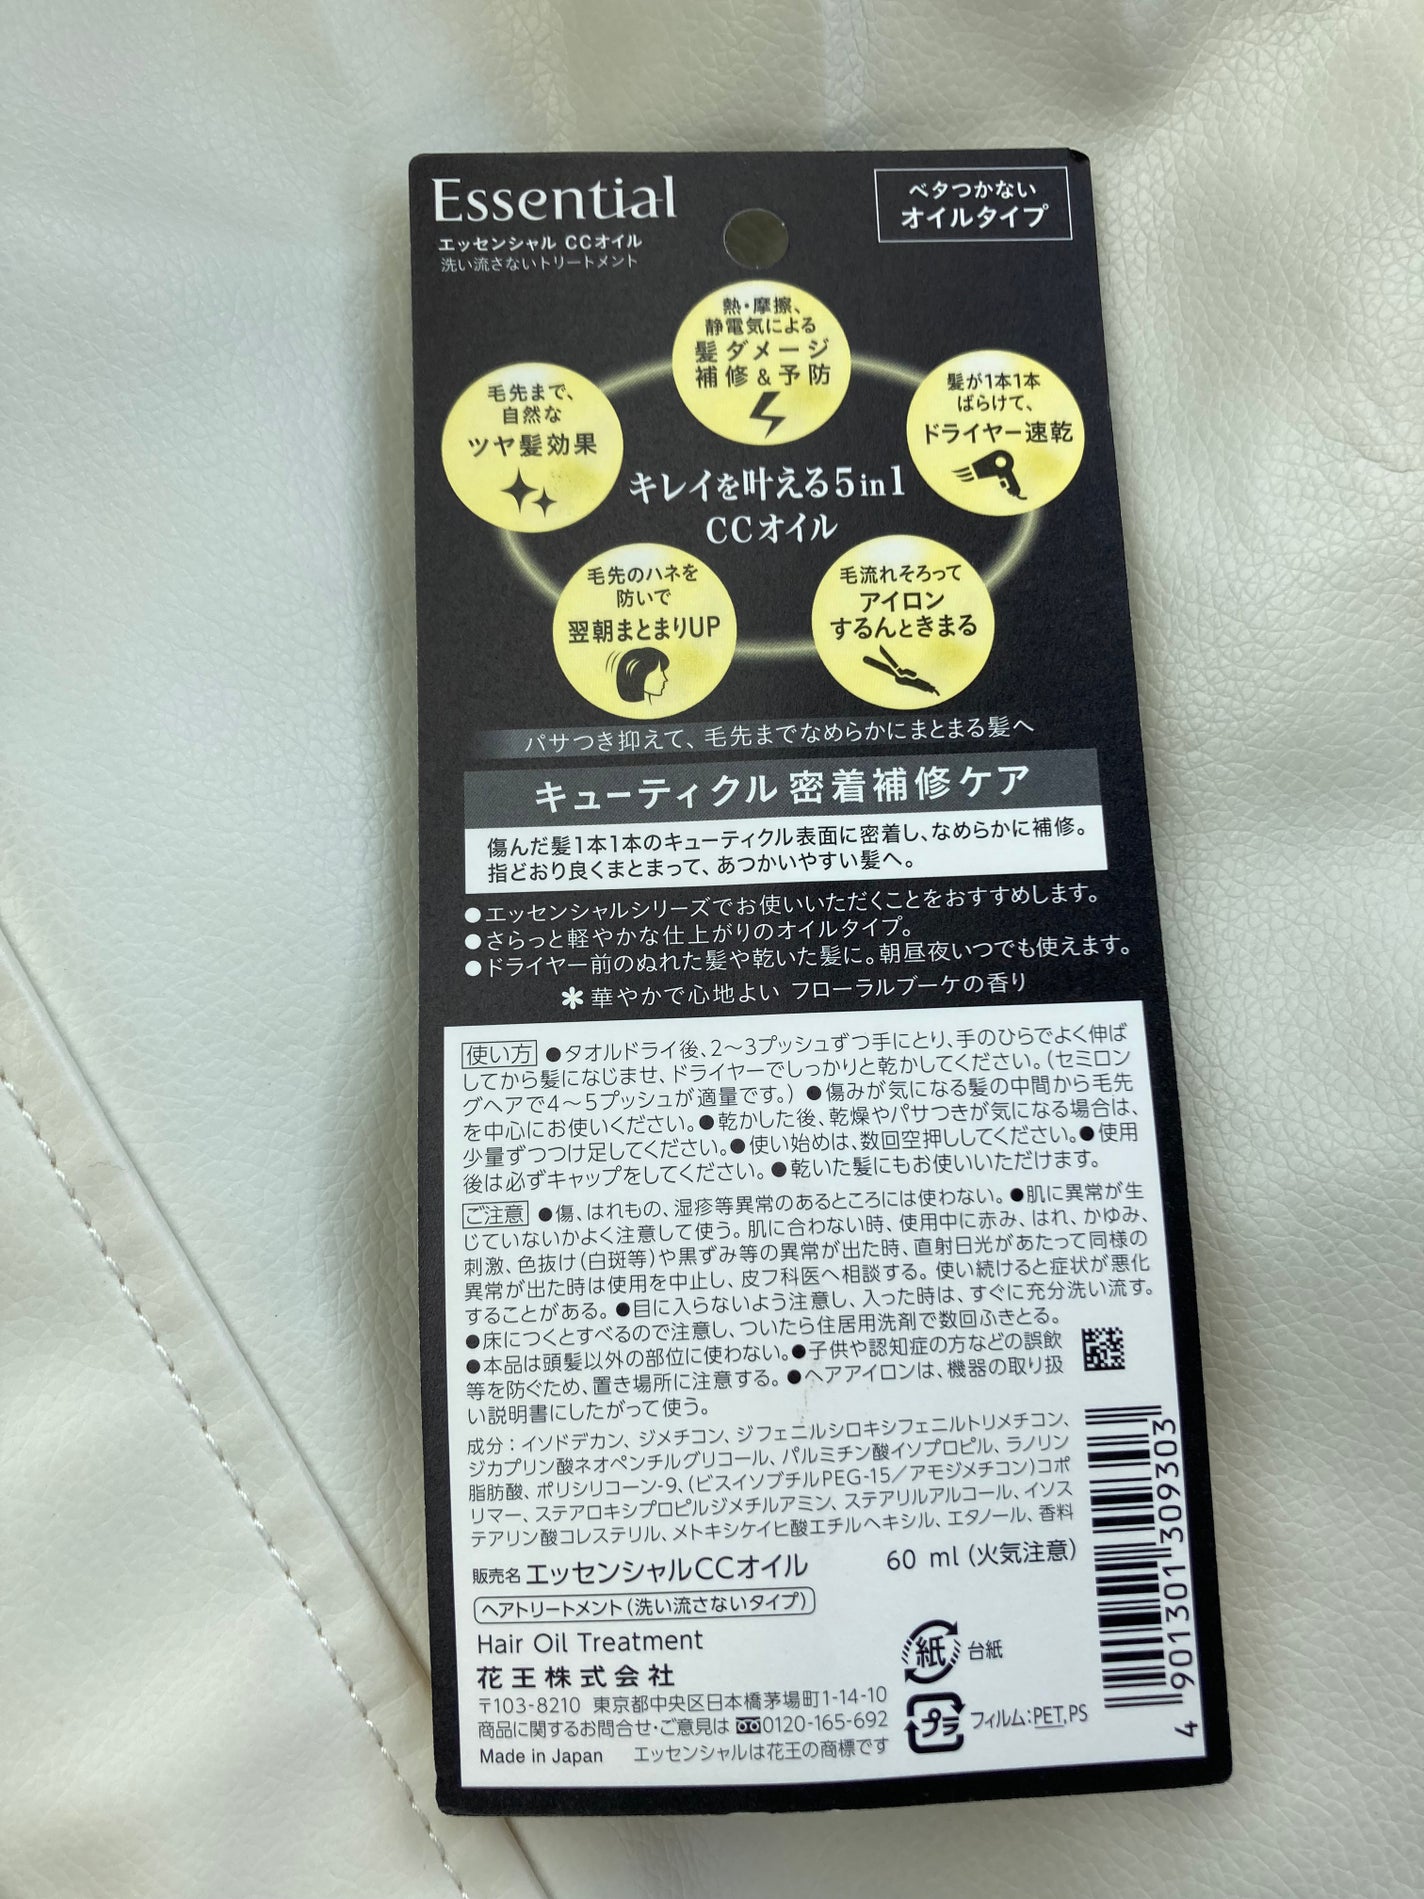 Essential
エッセンシャル CCオイル
洗い流さないトリートメント
ベタつかない
オイルタイプ
熱・摩擦、
静電気による
髪ダメージ
補修&予防
毛先まで、
自然な
ツヤ髪効果
髪が1本1本
ばらけて、
ドライヤー速乾
キレイを叶える5in1
CCオイル
毛先のハネを
防いで
翌朝まとまりUP
毛流れそろって
アイロン
するんときまる
パサつき抑えて、毛先までなめらかにまとまる髪へ
キューティクル 密着補修ケア
傷んだ髪1本1本のキューティクル表面に密着し、なめらかに補修。
指どおり良くまとまって、あつかいやすい髪へ。
●エッセンシャルシリーズでお使いいただくことをおすすめします。
●さらっと軽やかな仕上がりのオイルタイプ。
●ドライヤー前のぬれた髪や乾いた髪に。朝昼夜いつでも使えます。
✻華やかで心地よい フローラルブーケの香り
使い方 ●タオルドライ後、2〜3プッシュずつ手にとり、手のひらでよく伸ば
してから髪になじませ、ドライヤーでしっかりと乾かしてください。(セミロン
グヘアで4〜5プッシュが適量です。) ●傷みが気になる髪の中間から毛先
を中心にお使いください。●乾かした後、乾燥やパサつきが気になる場合は、
少量ずつつけ足してください。●使い始めは、数回空押ししてください。●使用
後は必ずキャップをしてください。 ●乾いた髪にもお使いいただけます。
ご注意 ●傷、はれもの、湿疹等異常のあるところには使わない。●肌に異常が生
じていないかよく注意して使う。肌に合わない時、使用中に赤み、はれ、かゆみ、
刺激、色抜け(白斑等)や黒ずみ等の異常が出た時、直射日光があたって同様の
異常が出た時は使用を中止し、皮フ科医へ相談する。使い続けると症状が悪化
することがある。●目に入らないよう注意し、入った時は、すぐに充分洗い流す。
●床につくとすべるので注意し、ついたら住居用洗剤で数回ふきとる。
●本品は頭髪以外の部位に使わない。●子供や認知症の方などの誤飲
等を防ぐため、置き場所に注意する。●ヘアアイロンは、機器の取り扱
い説明書にしたがって使う。
成分：イソドデカン、ジメチコン、ジフェニルシロキシフェニルトリメチコン、
ジカプリン酸ネオペンチルグリコール、パルミチン酸イソプロピル、ラノリン
脂肪酸、ポリシリコーン-9、(ビスイソブチルPEG-15／アモジメチコン)コポ
リマー、ステアロキシプロピルジメチルアミン、ステアリルアルコール、イソス
テアリン酸コレステリル、メトキシケイヒ酸エチルヘキシル、エタノール、香料
販売名 エッセンシャルCCオイル 60 ml (火気注意)
ヘアトリートメント(洗い流さないタイプ)
Hair Oil Treatment
花王株式会社
〒103-8210 東京都中央区日本橋茅場町1-14-10
商品に関するお問合せ・ご意見は 0120-165-692
Made in Japan エッセンシャルは花王の商標です
紙 台紙
プラ フィルム:PET,PS
4 901301309303